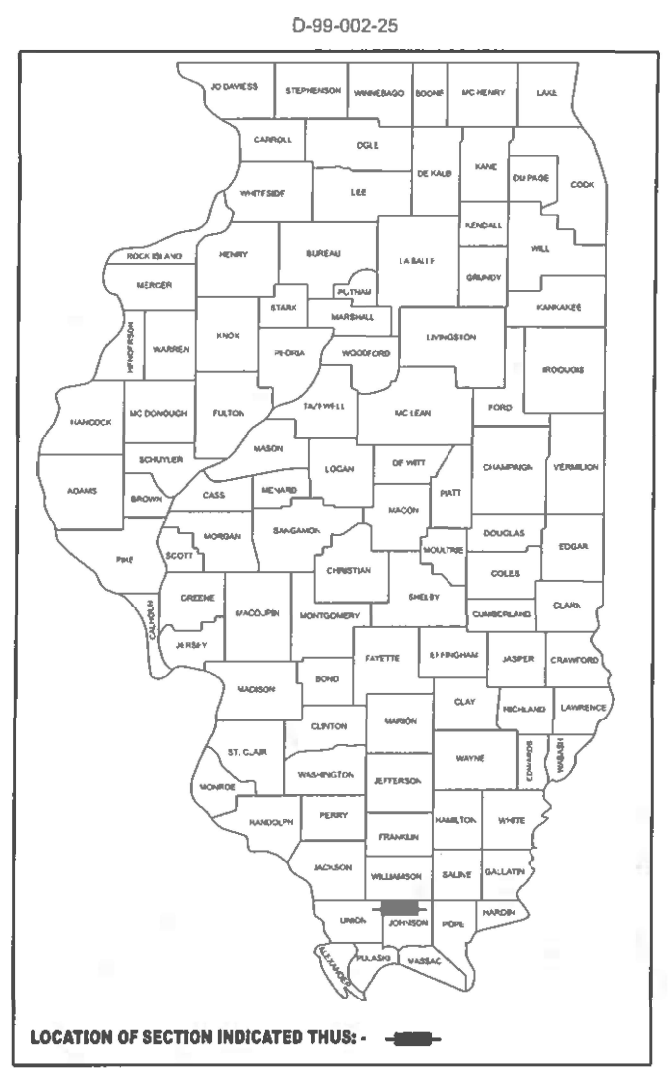 D-99-002-25
JO DAVIESS STEPHENSON WINNEBAGO BOONE MC HENRY LAKE
CARROLL OGLE DE KALB KANE DU PAGE COOK
WHITESIDE LEE
KENDALL WILL
ROCK ISLAND HENRY BUREAU LA SALLE GRUNDY
MERCER PUTNAM KANKAKEE
STARK MARSHALL
HENDERSON WARREN KNOX PEORIA WOODFORD LIVINGSTON IROQUOIS
HANCOCK MC DONOUGH FULTON TAZEWELL MC LEAN FORD
MASON
SCHUYLER LOGAN DE WITT CHAMPAIGN VERMILION
ADAMS BROWN CASS MENARD PIATT
MACON
PIKE SCOTT MORGAN SANGAMON MOULTRIE DOUGLAS EDGAR
CHRISTIAN COLES
CALHOUN GREENE MACOUPIN MONTGOMERY SHELBY CUMBERLAND CLARK
JERSEY FAYETTE EFFINGHAM JASPER CRAWFORD
MADISON BOND
CLAY RICHLAND LAWRENCE
CLINTON MARION
ST. CLAIR WAYNE EDWARDS WABASH
WASHINGTON JEFFERSON
MONROE
RANDOLPH PERRY HAMILTON WHITE
FRANKLIN
JACKSON WILLIAMSON SALINE GALLATIN
UNION JOHNSON POPE HARDIN
ALEXANDER PULASKI MASSAC
LOCATION OF SECTION INDICATED THUS: -